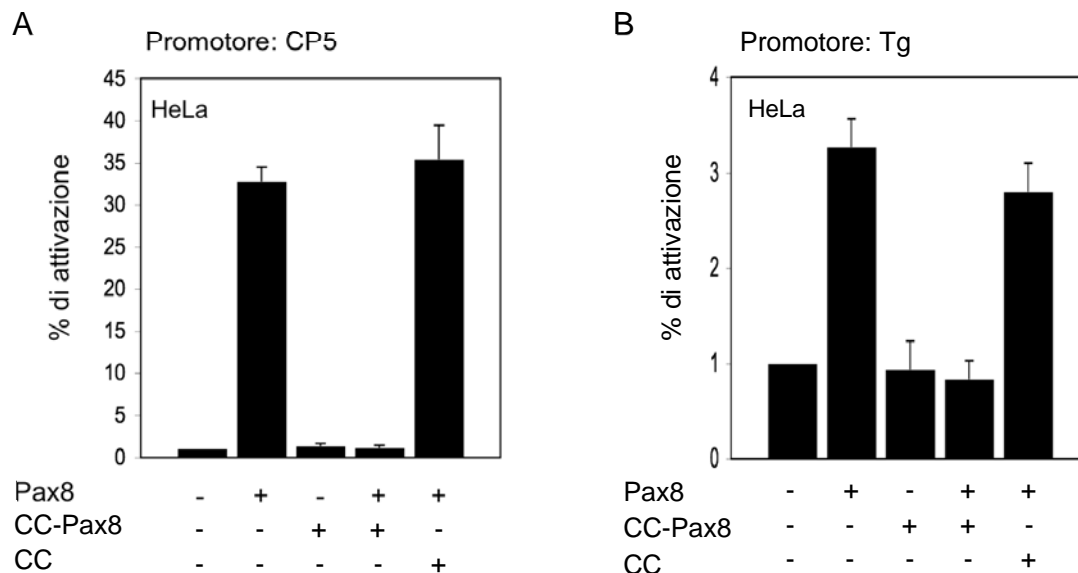 A
Promotore: CP5
% di attivazione
45
40
35
30
25
20
15
10
5
0
HeLa
Pax8 - + - + +
CC-Pax8 - - + + -
CC - - - - +
B
Promotore: Tg
% di attivazione
4
3
2
1
0
HeLa
Pax8 - + - + +
CC-Pax8 - - + + -
CC - - - - +